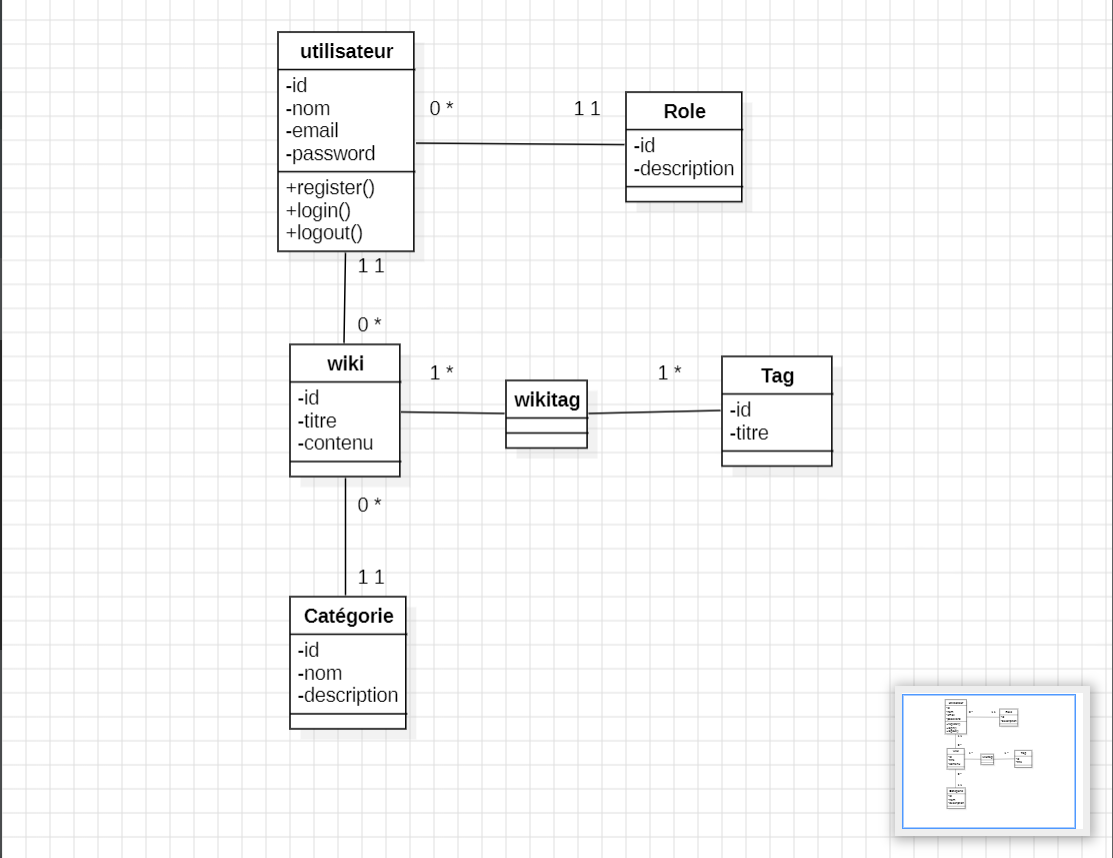 utilisateur
-id
-nom
-email
-password
+register()
+login()
+logout()
0 *
1 1
Role
-id
-description
1 1
0 *
wiki
-id
-titre
-contenu
1 *
wikitag
1 *
Tag
-id
-titre
0 *
1 1
Catégorie
-id
-nom
-description